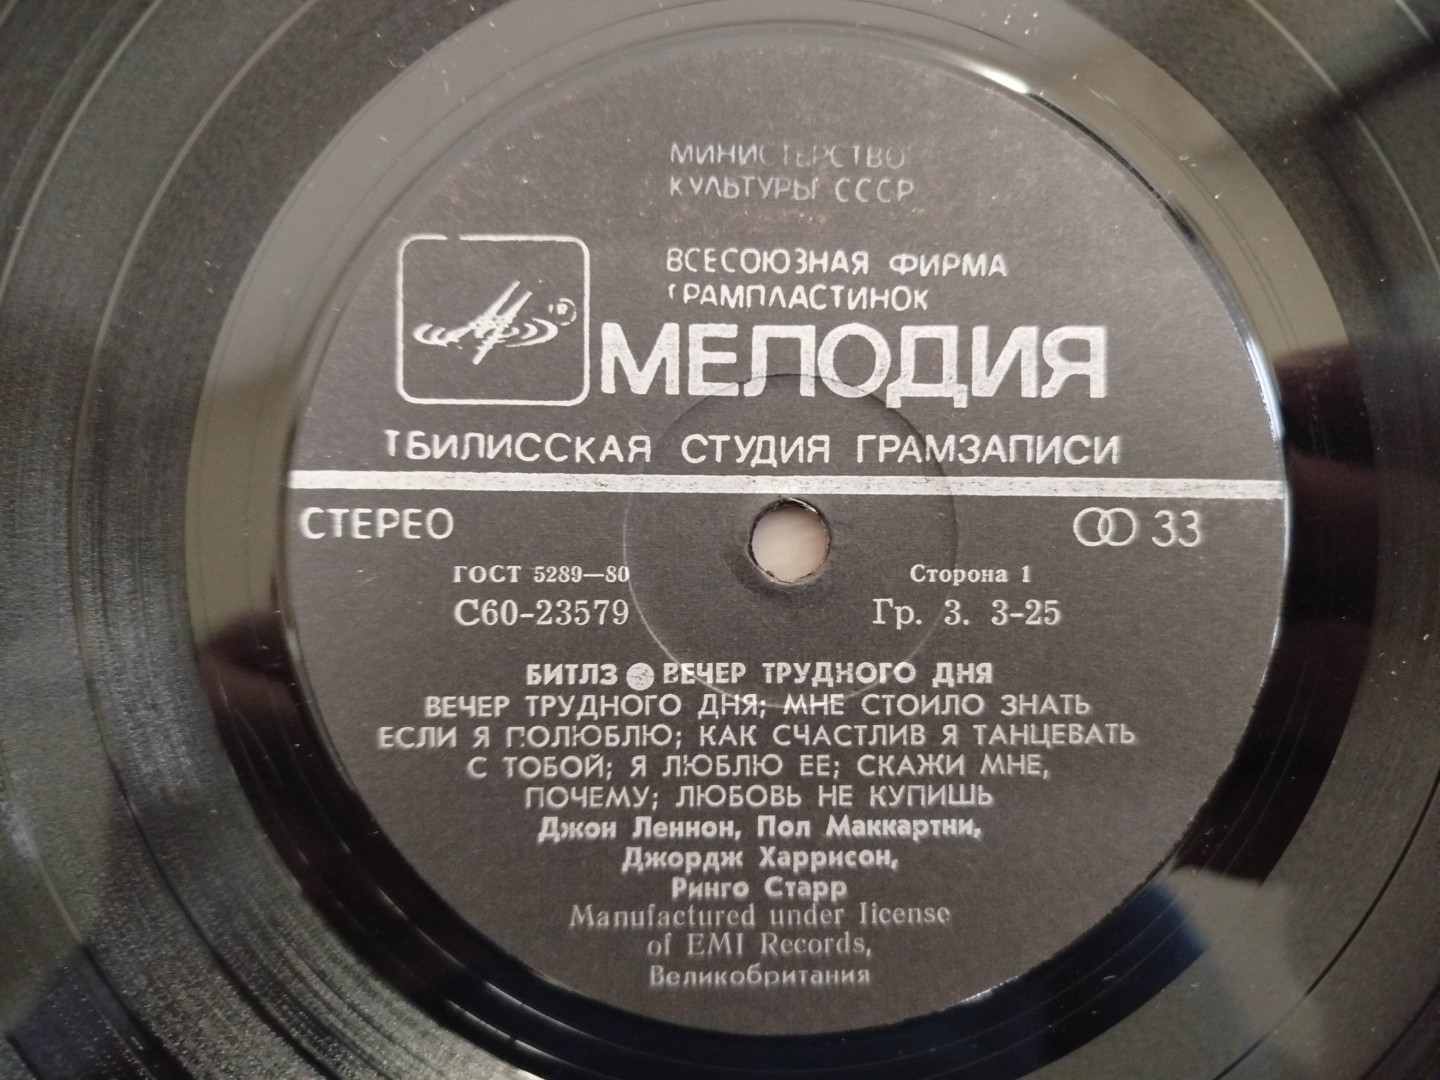 МИНИСТЕРСТВО
КУЛЬТУРЫ СССР
ВСЕСОЮЗНАЯ ФИРМА
ГРАМПЛАСТИНОК
МЕЛОДИЯ
ТБИЛИССКАЯ СТУДИЯ ГРАМЗАПИСИ
СТЕРЕО 33
ГОСТ 5289—80 Сторона 1
С60-23579 Гр. 3. 3-25
БИТЛЗ ВЕЧЕР ТРУДНОГО ДНЯ
ВЕЧЕР ТРУДНОГО ДНЯ; МНЕ СТОИЛО ЗНАТЬ
ЕСЛИ Я ПОЛЮБЛЮ; КАК СЧАСТЛИВ Я ТАНЦЕВАТЬ
С ТОБОЙ; Я ЛЮБЛЮ ЕЕ; СКАЖИ МНЕ,
ПОЧЕМУ; ЛЮБОВЬ НЕ КУПИШЬ
Джон Леннон, Пол Маккартни,
Джордж Харрисон,
Ринго Старр
Manufactured under license
of EMI Records,
Великобритания